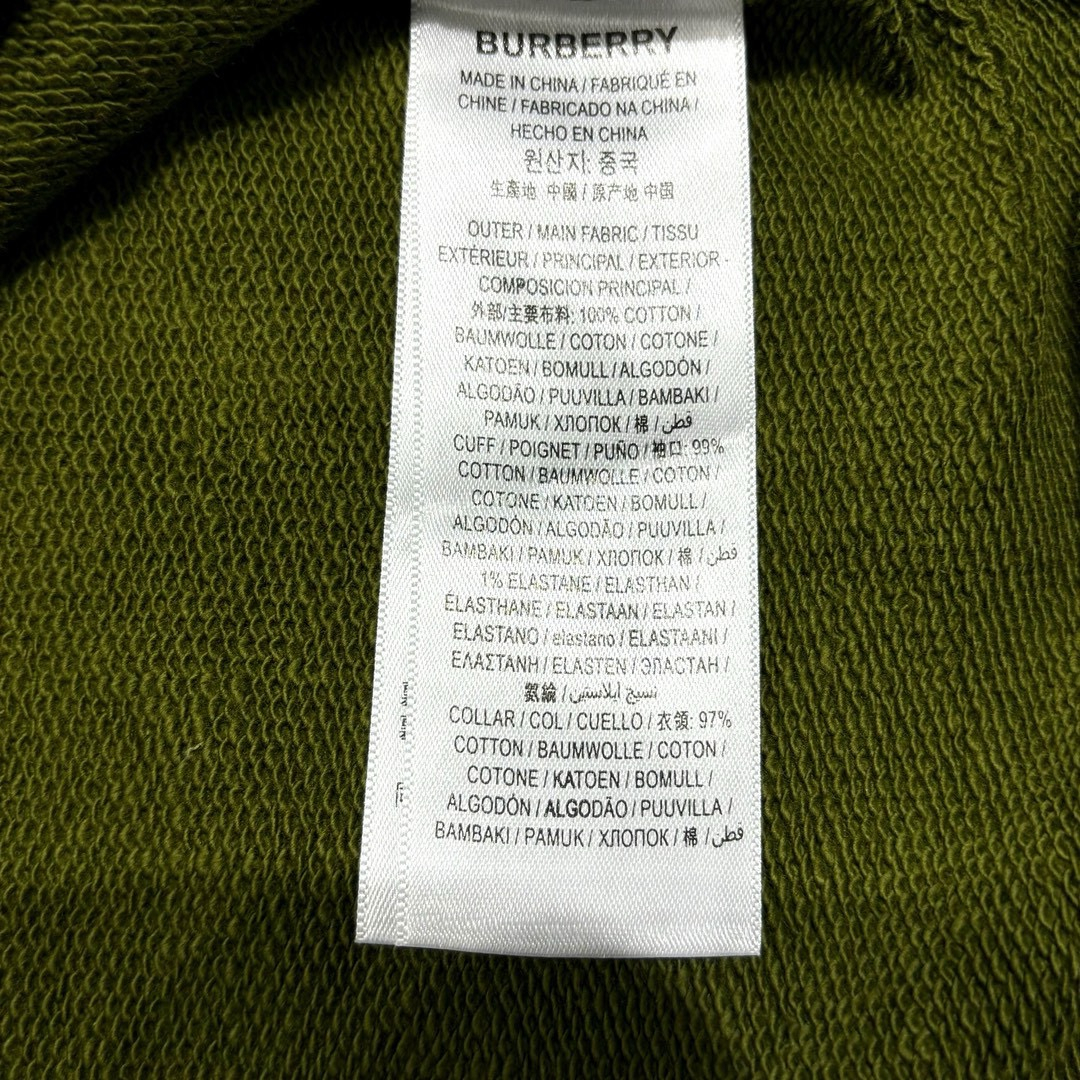 BURBERRY
MADE IN CHINA / FABRIQUÉ EN
CHINE / FABRICADO NA CHINA /
HECHO EN CHINA
원산지: 중국
生產地 中國 / 原产地 中国
OUTER / MAIN FABRIC / TISSU
EXTÉRIEUR / PRINCIPAL / EXTERIOR -
COMPOSICION PRINCIPAL /
外部/主要布料: 100% COTTON /
BAUMWOLLE / COTON / COTONE /
KATOEN / BOMULL / ALGODÓN /
ALGODÃO / PUUVILLA / BAMBAKI /
PAMUK / ХЛОПОК / 棉 / قطن
CUFF / POIGNET / PUÑO / 袖口: 99%
COTTON / BAUMWOLLE / COTON /
COTONE / KATOEN / BOMULL /
ALGODÓN / ALGODÃO / PUUVILLA /
BAMBAKI / PAMUK / ХЛОПОК / 棉 / قطن
1% ELASTANE / ELASTHAN /
ÉLASTHANE / ELASTAAN / ELASTAN /
ELASTANO / elastano / ELASTAANI /
ΕΛΑΣΤΑΝΗ / ELASTEN / ЭЛАСТАН /
氨綸 / نسيج ايلاستين
COLLAR / COL / CUELLO / 衣領: 97%
COTTON / BAUMWOLLE / COTON /
COTONE / KATOEN / BOMULL /
ALGODÓN / ALGODÃO / PUUVILLA /
BAMBAKI / PAMUK / ХЛОПОК / 棉 / قطن